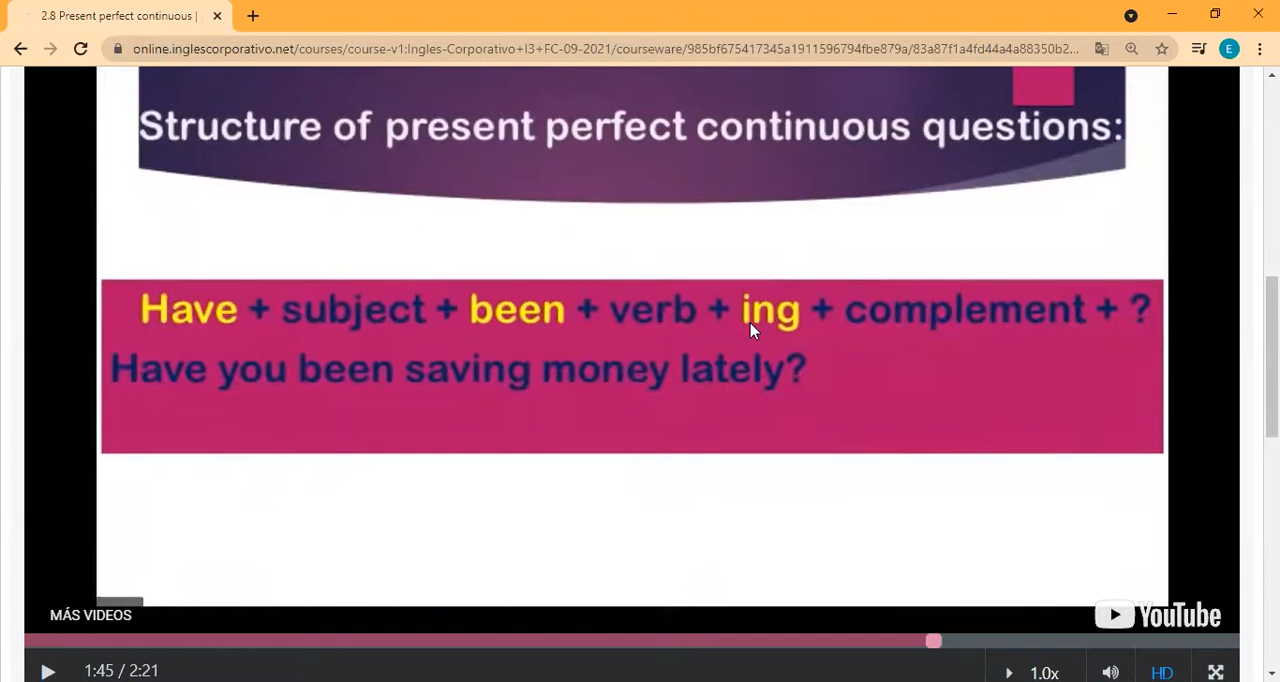 2.8 Present perfect continuous |
online.inglescorporativo.net/courses/course-v1:Ingles-Corporativo+I3+FC-09-2021/courseware/985bf675417345a1911596794fbe879a/83a87f1a4fd44a4a88350b2...
E
Structure of present perfect continuous questions:
Have + subject + been + verb + ing + complement + ?
Have you been saving money lately?
MÁS VIDEOS
YouTube
1:45 / 2:21
1.0x
HD